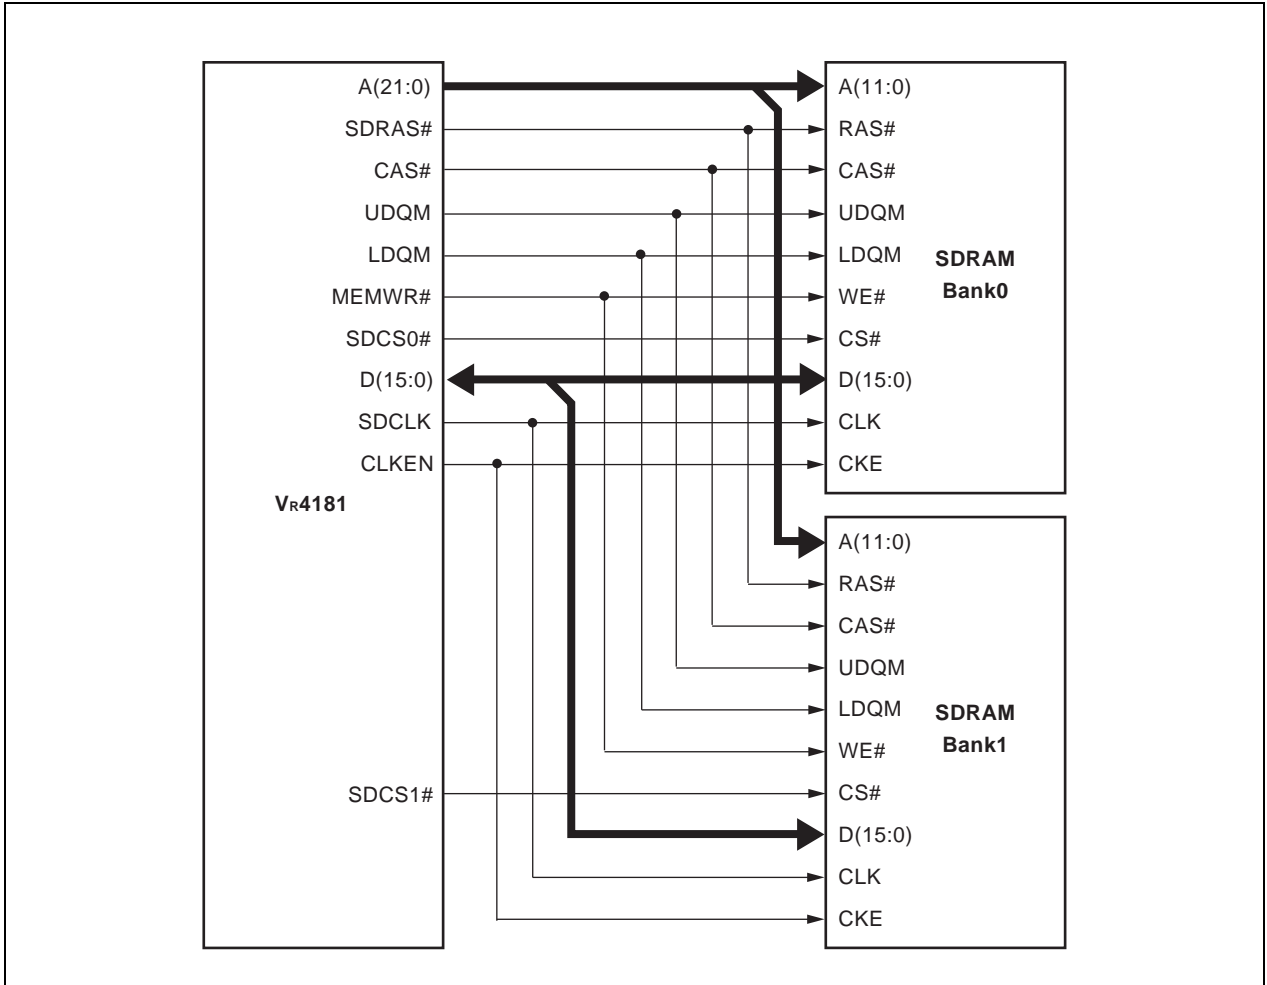 A(21:0)
SDRAS#
CAS#
UDQM
LDQM
MEMWR#
SDCS0#
D(15:0)
SDCLK
CLKEN
VR4181
SDCS1#
A(11:0)
RAS#
CAS#
UDQM
LDQM
WE#
CS#
D(15:0)
CLK
CKE
SDRAM
Bank0
A(11:0)
RAS#
CAS#
UDQM
LDQM
WE#
CS#
D(15:0)
CLK
CKE
SDRAM
Bank1